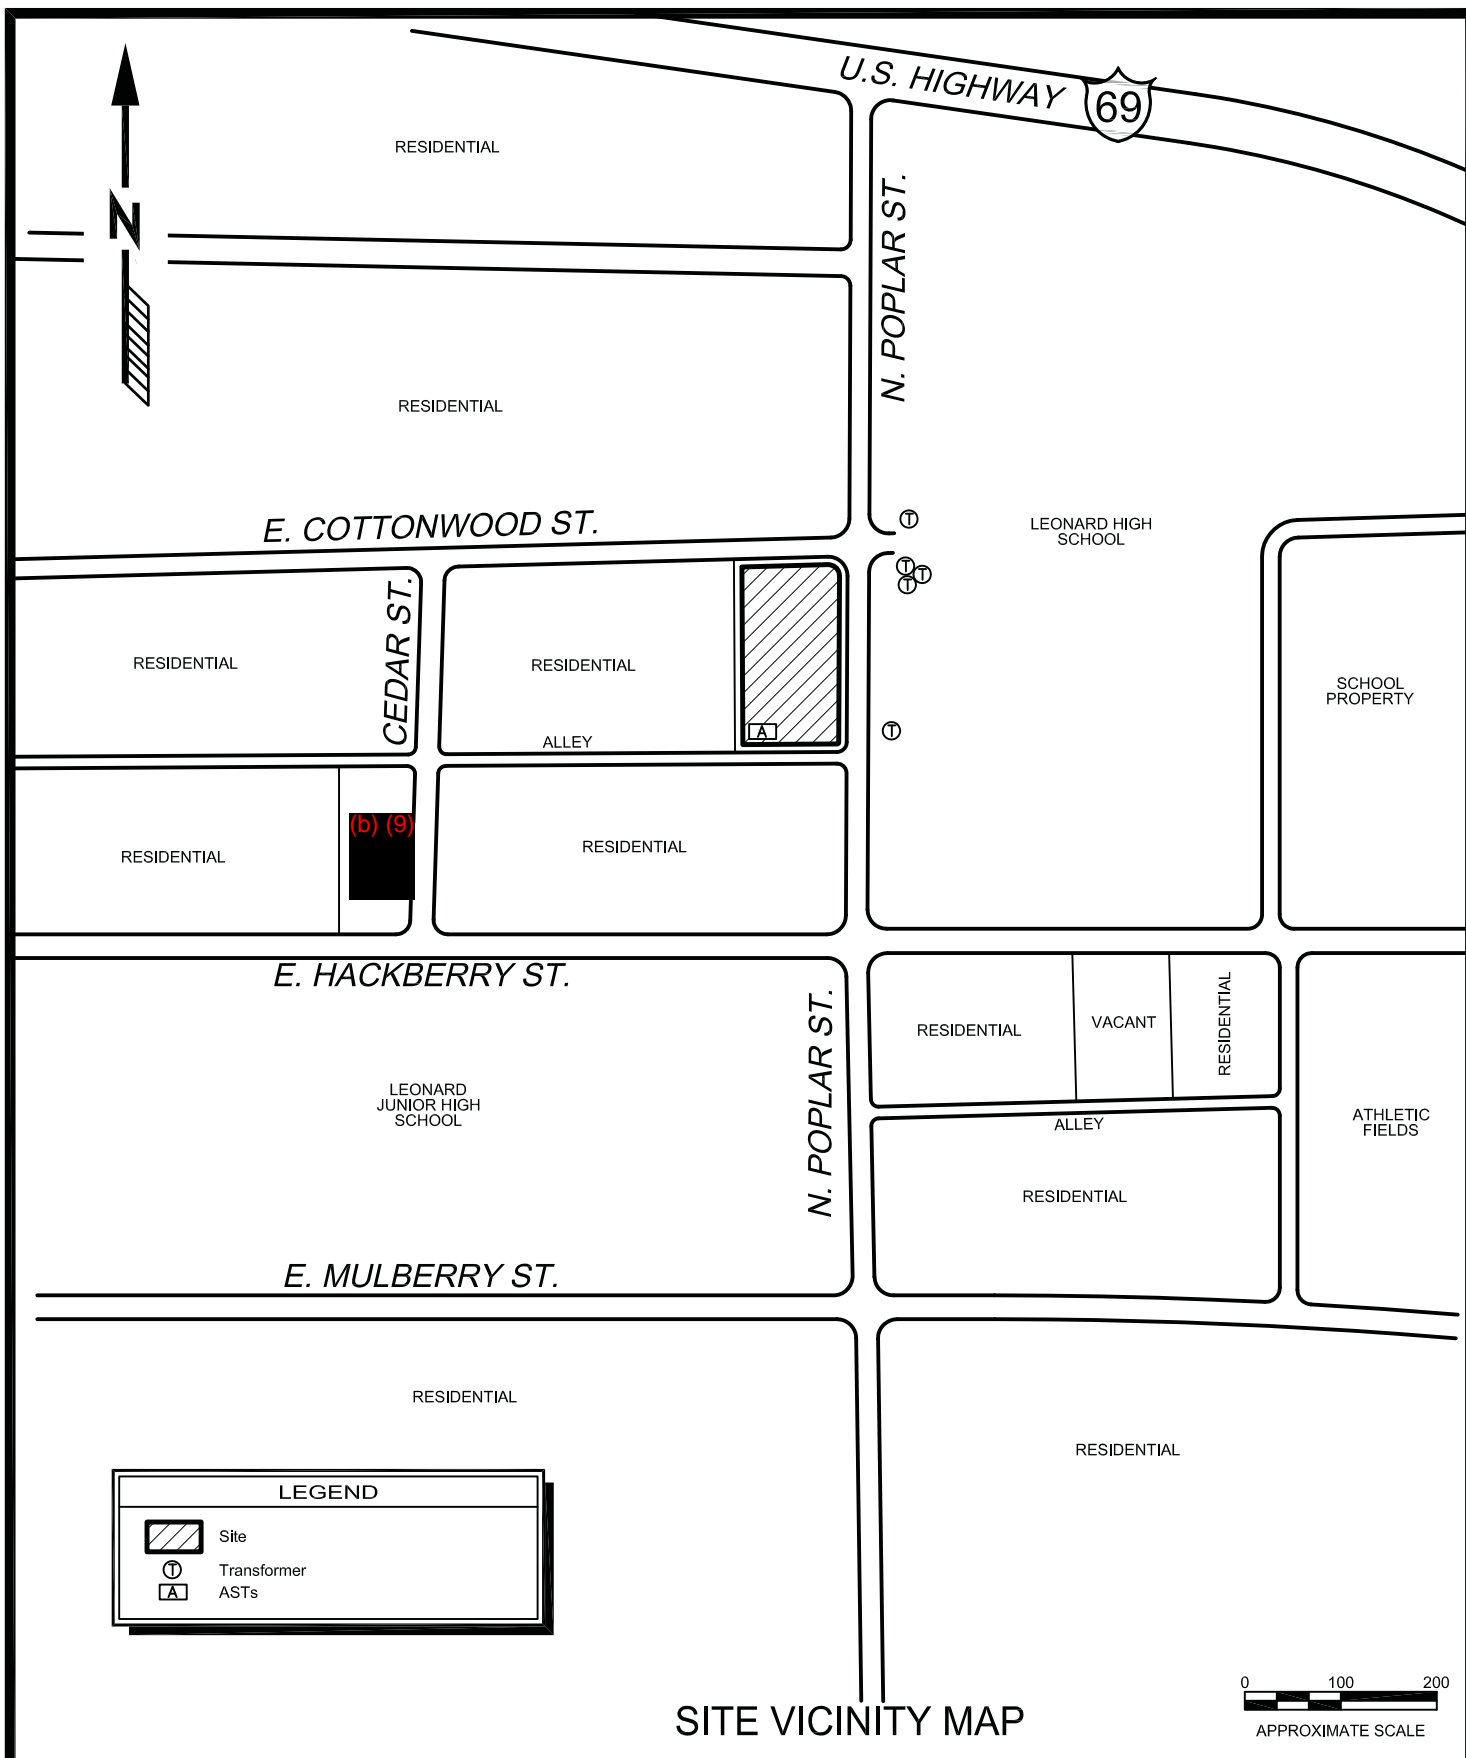 U.S. HIGHWAY
69
RESIDENTIAL
N
N. POPLAR ST.
RESIDENTIAL
E. COTTONWOOD ST.
T
LEONARD HIGH
SCHOOL
T
T
T
CEDAR ST.
RESIDENTIAL
RESIDENTIAL
SCHOOL
PROPERTY
A
T
ALLEY
(b) (9)
RESIDENTIAL
RESIDENTIAL
E. HACKBERRY ST.
N. POPLAR ST.
RESIDENTIAL
VACANT
RESIDENTIAL
LEONARD
JUNIOR HIGH
SCHOOL
ALLEY
ATHLETIC
FIELDS
RESIDENTIAL
E. MULBERRY ST.
RESIDENTIAL
RESIDENTIAL
LEGEND
Site
T Transformer
A ASTs
0 100 200
APPROXIMATE SCALE
SITE VICINITY MAP